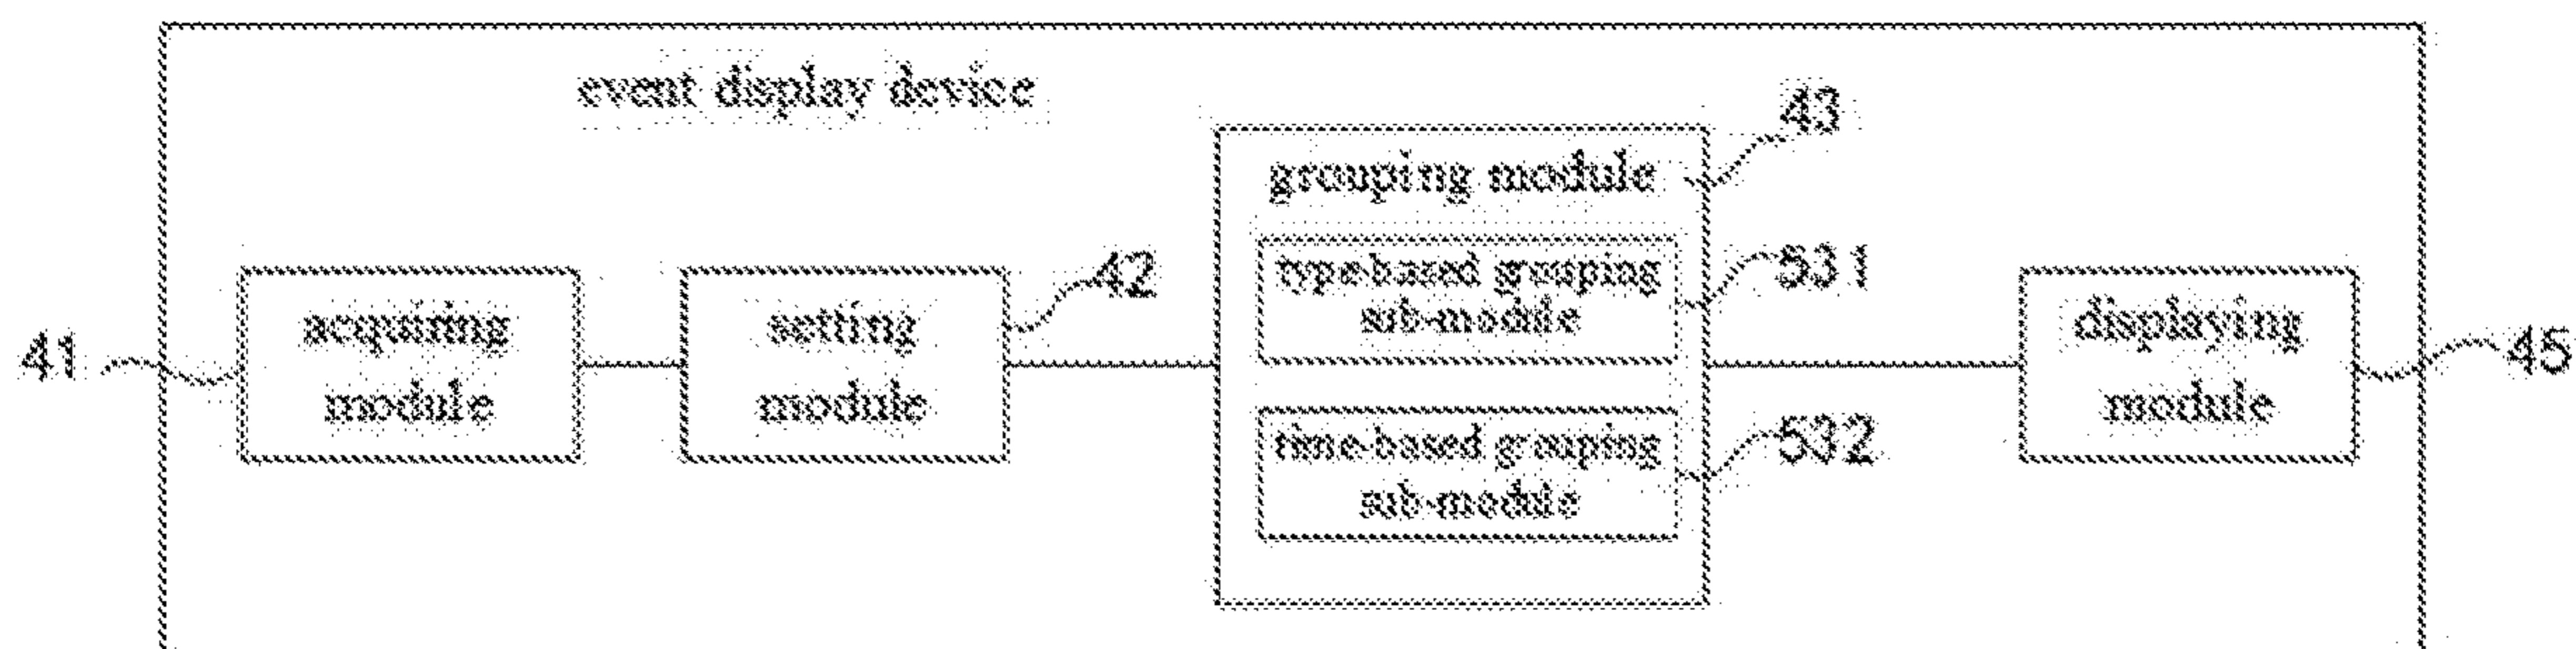 event display device
43
grouping module
type-based grouping
sub-module
531
42
acquiring
module
setting
module
41
displaying
module
45
time-based grouping
sub-module
532